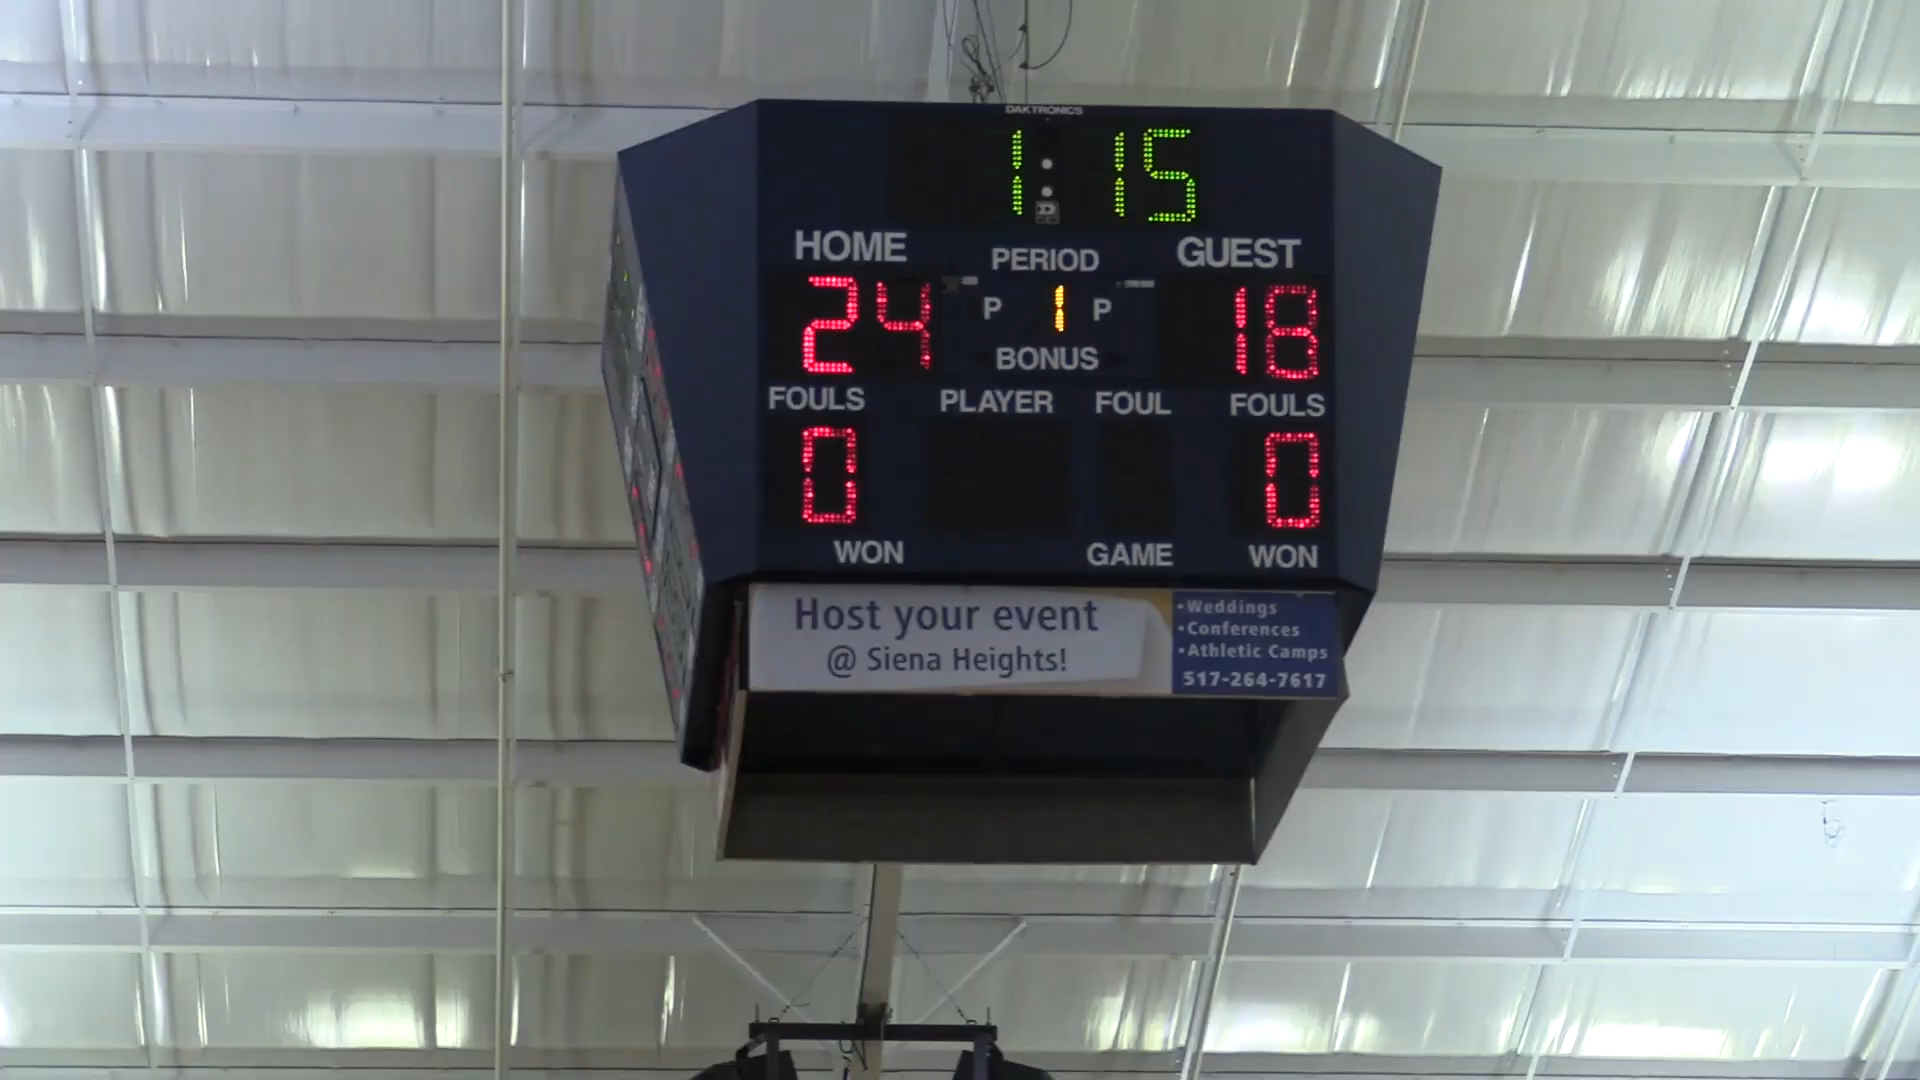 DAKTRONICS
1:15
HOME PERIOD GUEST
24 P 1 P 18
BONUS
FOULS PLAYER FOUL FOULS
0 0
WON GAME WON
Host your event
@ Siena Heights!
•Weddings
•Conferences
•Athletic Camps
517-264-7617